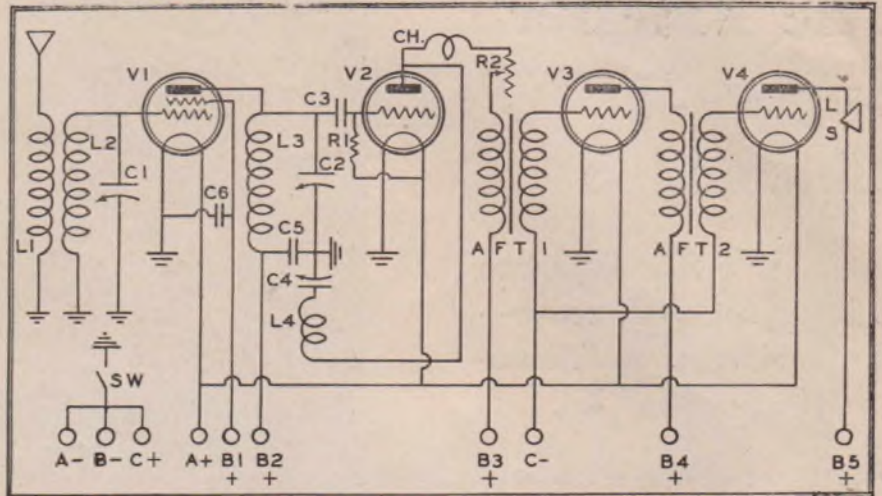 CH.
V1
V2
R2
V3
V4
C3
L
S
L2
L3
R1
C1
C2
C6
L1
C5
A F T 1
A F T 2
C4
L4
SW
A- B- C+ A+ B1 + B2 + B3 + C- B4 + B5 +